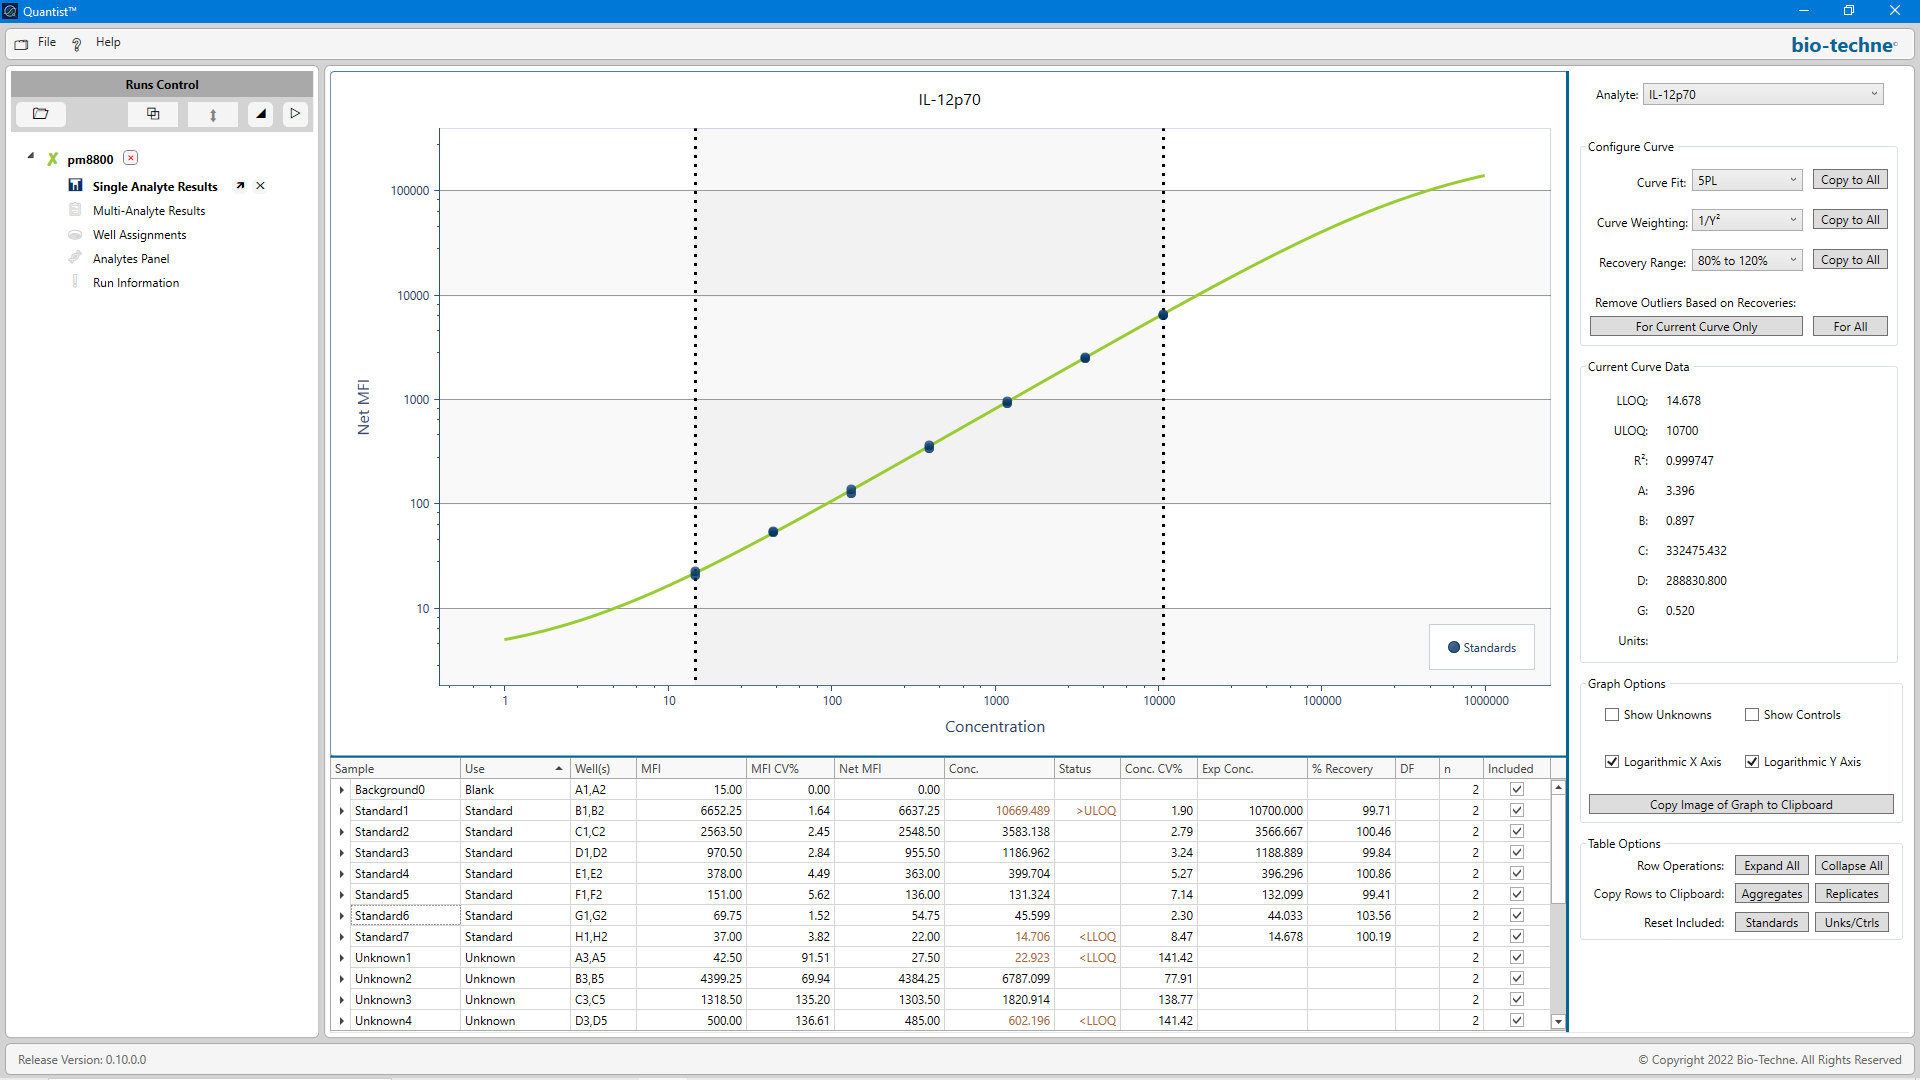 Quantist™
File Help
bio-techne
Runs Control
pm8800
Single Analyte Results
Multi-Analyte Results
Well Assignments
Analytes Panel
Run Information
IL-12p70
Net MFI
100000
10000
1000
100
10
1 10 100 1000 10000 100000 1000000
Concentration
Standards
Sample Use Well(s) MFI MFI CV% Net MFI Conc. Status Conc. CV% Exp Conc. % Recovery DF n Included
Background0 Blank A1,A2 15.00 0.00 0.00 2
Standard1 Standard B1,B2 6652.25 1.64 6637.25 10669.489 >ULOQ 1.90 10700.000 99.71 2
Standard2 Standard C1,C2 2563.50 2.45 2548.50 3583.138 2.79 3566.667 100.46 2
Standard3 Standard D1,D2 970.50 2.84 955.50 1186.962 3.24 1188.889 99.84 2
Standard4 Standard E1,E2 378.00 4.49 363.00 399.704 5.27 396.296 100.86 2
Standard5 Standard F1,F2 151.00 5.62 136.00 131.324 7.14 132.099 99.41 2
Standard6 Standard G1,G2 69.75 1.52 54.75 45.599 2.30 44.033 103.56 2
Standard7 Standard H1,H2 37.00 3.82 22.00 14.706 <LLOQ 8.47 14.678 100.19 2
Unknown1 Unknown A3,A5 42.50 91.51 27.50 22.923 <LLOQ 141.42 2
Unknown2 Unknown B3,B5 4399.25 69.94 4384.25 6787.099 77.91 2
Unknown3 Unknown C3,C5 1318.50 135.20 1303.50 1820.914 138.77 2
Unknown4 Unknown D3,D5 500.00 136.61 485.00 602.196 <LLOQ 141.42 2
Analyte: IL-12p70
Configure Curve
Curve Fit: 5PL Copy to All
Curve Weighting: 1/Y² Copy to All
Recovery Range: 80% to 120% Copy to All
Remove Outliers Based on Recoveries:
For Current Curve Only For All
Current Curve Data
LLOQ: 14.678
ULOQ: 10700
R²: 0.999747
A: 3.396
B: 0.897
C: 332475.432
D: 288830.800
G: 0.520
Units:
Graph Options
Show Unknowns Show Controls
Logarithmic X Axis Logarithmic Y Axis
Copy Image of Graph to Clipboard
Table Options
Row Operations: Expand All Collapse All
Copy Rows to Clipboard: Aggregates Replicates
Reset Included: Standards Unks/Ctrls
Release Version: 0.10.0.0
© Copyright 2022 Bio-Techne. All Rights Reserved